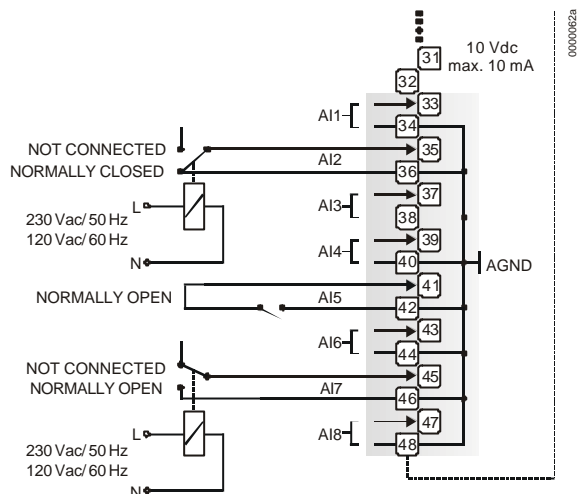 0000062a
31
10 Vdc
max. 10 mA
32
33
AI1
34
NOT CONNECTED
35
AI2
NORMALLY CLOSED
36
37
AI3
L
38
230 Vac/ 50 Hz
120 Vac/ 60 Hz
39
AI4
N
40
AGND
41
NORMALLY OPEN
AI5
42
43
AI6
44
NOT CONNECTED
45
NORMALLY OPEN
AI7
46
47
L
AI8
48
230 Vac/ 50 Hz
120 Vac/ 60 Hz
N